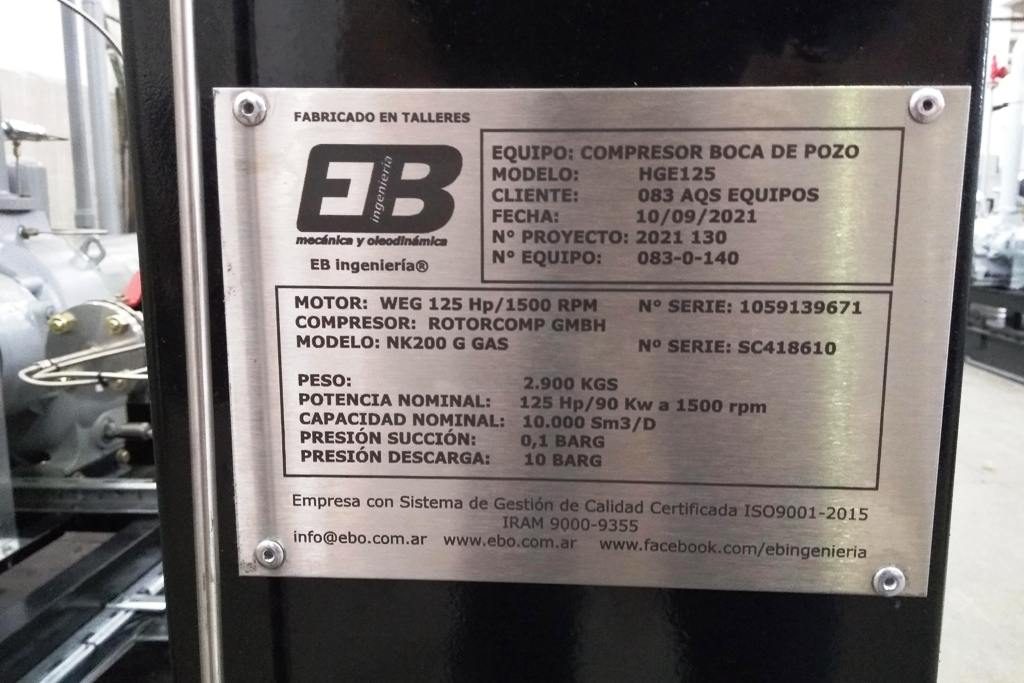 FABRICADO EN TALLERES
EB
ingeniería
mecánica y oleodinámica
EB ingeniería®
EQUIPO: COMPRESOR BOCA DE POZO
MODELO: HGE125
CLIENTE: 083 AQS EQUIPOS
FECHA: 10/09/2021
Nº PROYECTO: 2021 130
Nº EQUIPO: 083-0-140
MOTOR: WEG 125 Hp/1500 RPM Nº SERIE: 1059139671
COMPRESOR: ROTORCOMP GMBH
MODELO: NK200 G GAS Nº SERIE: SC418610
PESO: 2.900 KGS
POTENCIA NOMINAL: 125 Hp/90 Kw a 1500 rpm
CAPACIDAD NOMINAL: 10.000 Sm3/D
PRESIÓN SUCCIÓN: 0,1 BARG
PRESIÓN DESCARGA: 10 BARG
Empresa con Sistema de Gestión de Calidad Certificada ISO9001-2015
IRAM 9000-9355
info@ebo.com.ar www.ebo.com.ar www.facebook.com/ebingenieria